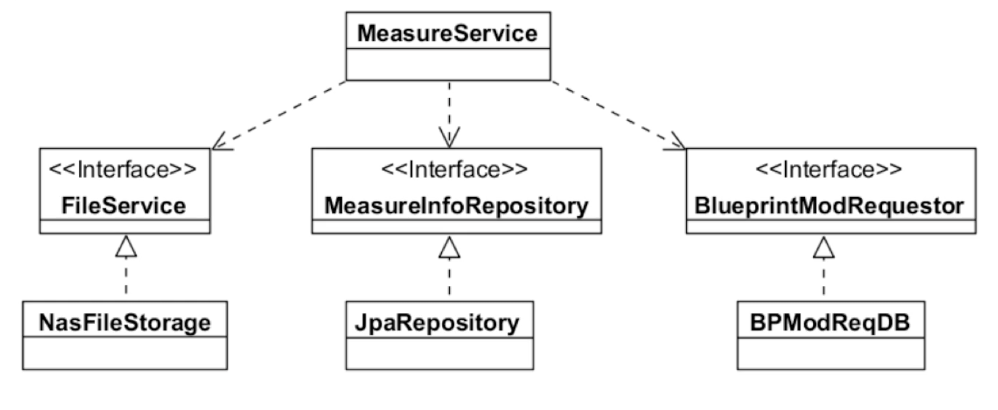 MeasureService
<<Interface>>
FileService
<<Interface>>
MeasureInfoRepository
<<Interface>>
BlueprintModRequestor
NasFileStorage
JpaRepository
BPModReqDB